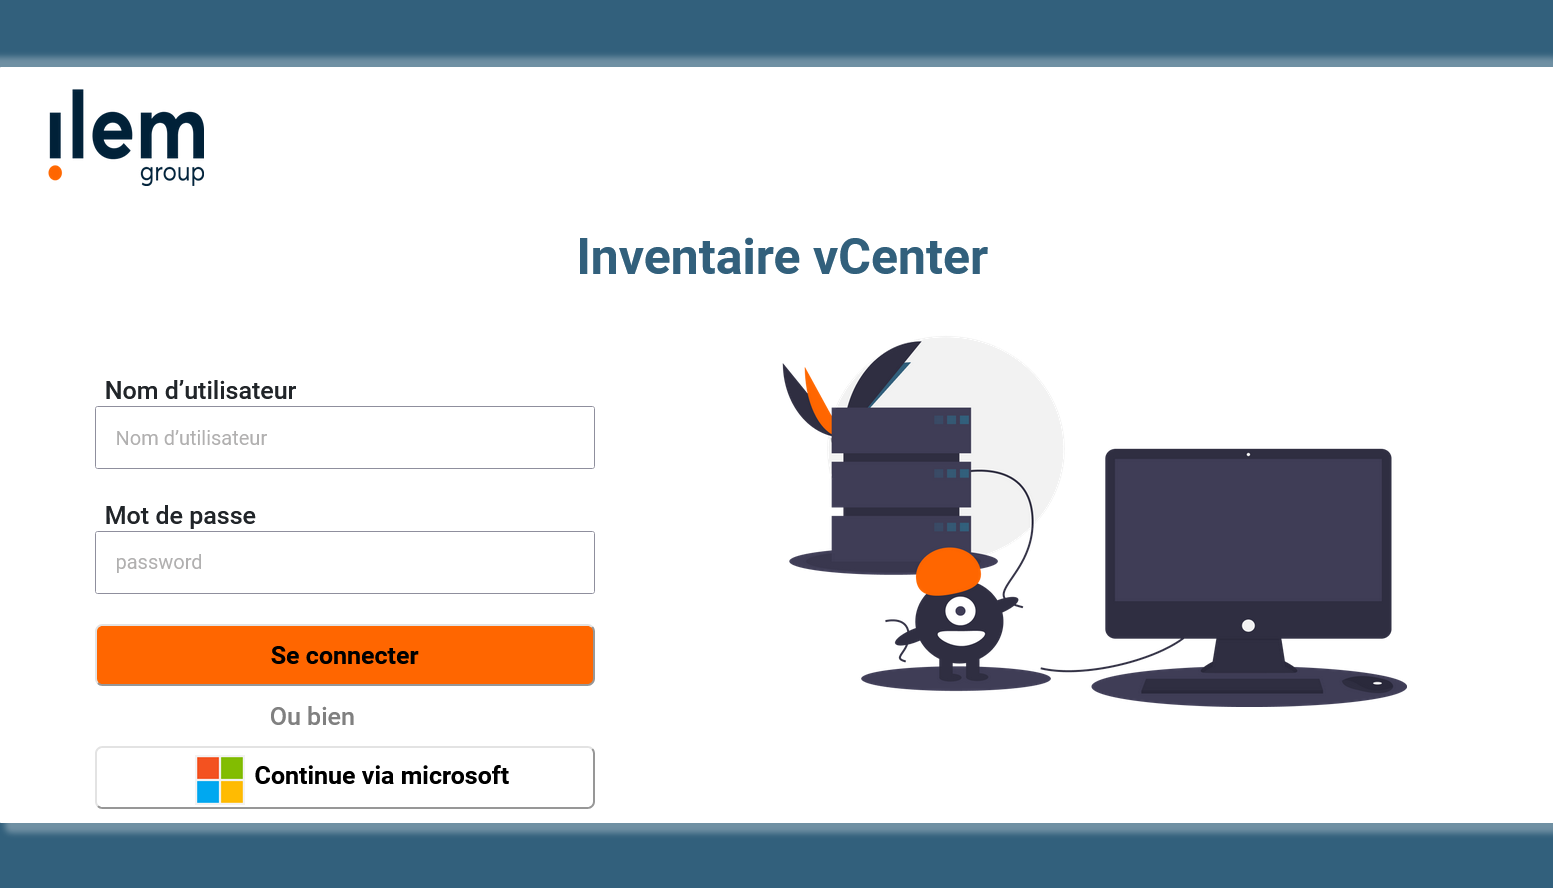 ilem
group
Inventaire vCenter
Nom d’utilisateur
Nom d’utilisateur
Mot de passe
password
Se connecter
Ou bien
Continue via microsoft